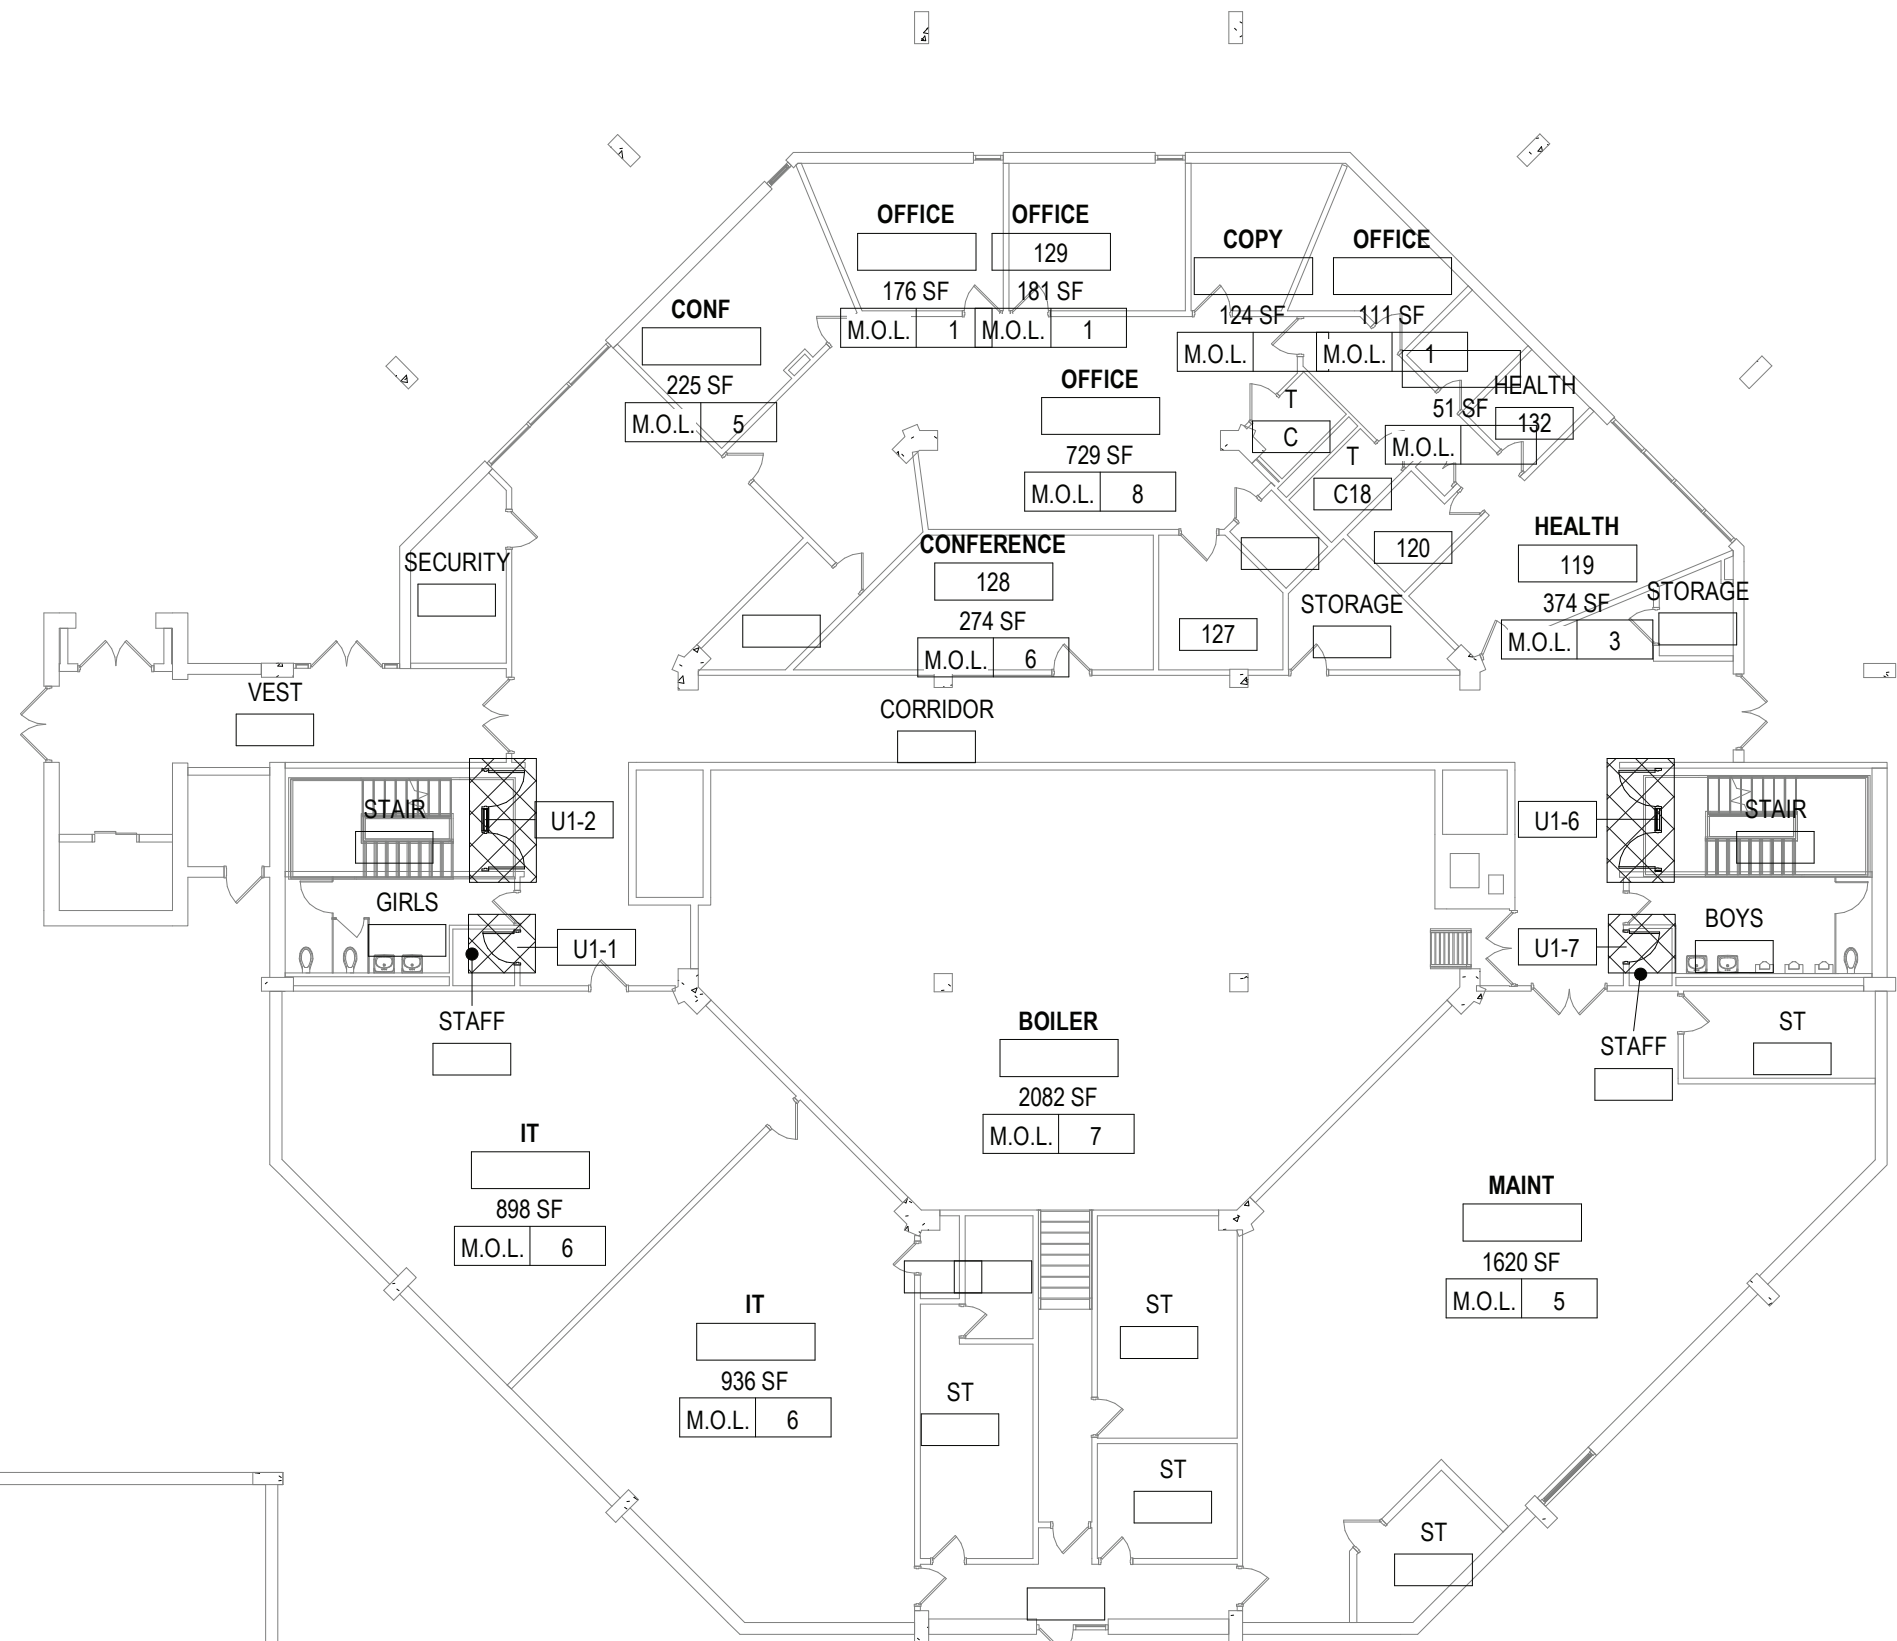 OFFICE
176 SF
M.O.L. 1
OFFICE
129
181 SF
M.O.L. 1
COPY
124 SF
M.O.L.
OFFICE
111 SF
M.O.L. 1
CONF
225 SF
M.O.L. 5
OFFICE
729 SF
M.O.L. 8
T
C
T
C18
HEALTH
132
51 SF
M.O.L.
SECURITY
CONFERENCE
128
274 SF
M.O.L. 6
127
120
STORAGE
HEALTH
119
374 SF
M.O.L. 3
STORAGE
VEST
CORRIDOR
STAIR
U1-2
U1-6
STAIR
GIRLS
U1-1
U1-7
BOYS
STAFF
BOILER
2082 SF
M.O.L. 7
STAFF
ST
IT
898 SF
M.O.L. 6
MAINT
1620 SF
M.O.L. 5
IT
936 SF
M.O.L. 6
ST
ST
ST
ST